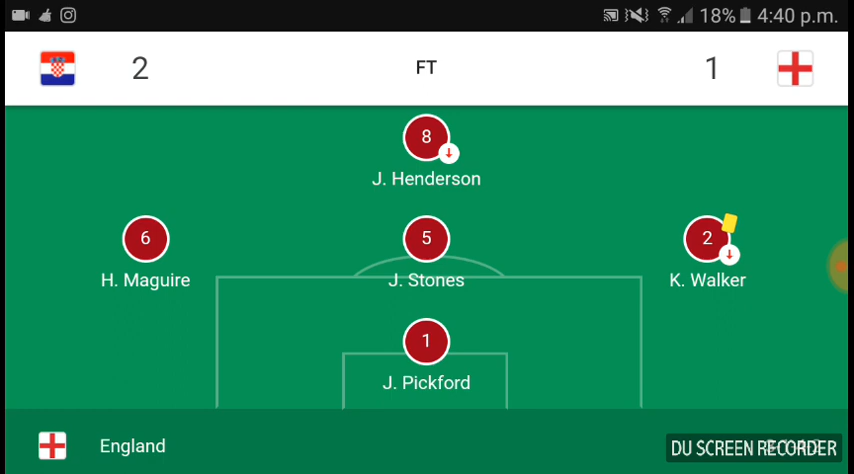 18% 4:40 p.m.
2 FT 1
8
J. Henderson
6 5 2
H. Maguire J. Stones K. Walker
1
J. Pickford
England
DU SCREEN RECORDER